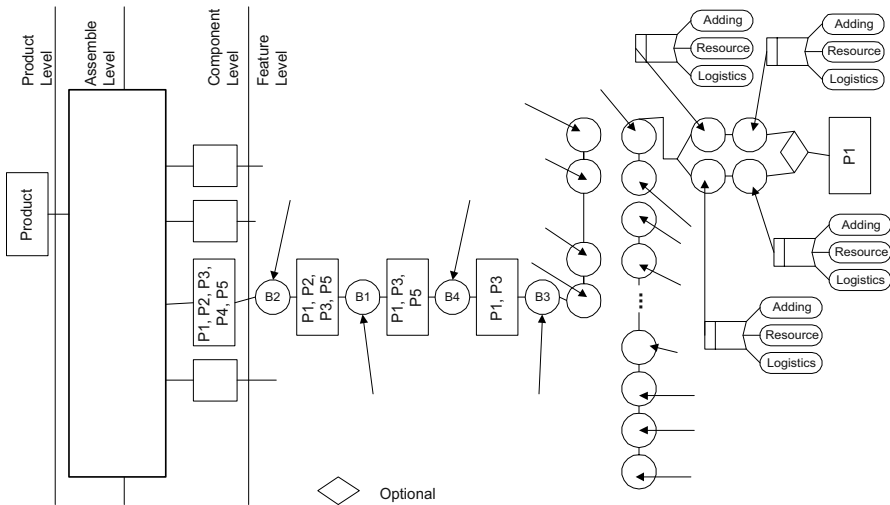 Product
Level
Assemble
Level
Component
Level
Feature
Level
Product
P1, P2, P3,
P4, P5
B2
P1, P2,
P3, P5
B1
P1, P3,
P5
B4
P1, P3
B3
Adding
Resource
Logistics
Adding
Resource
Logistics
P1
Adding
Resource
Logistics
Adding
Resource
Logistics
Optional